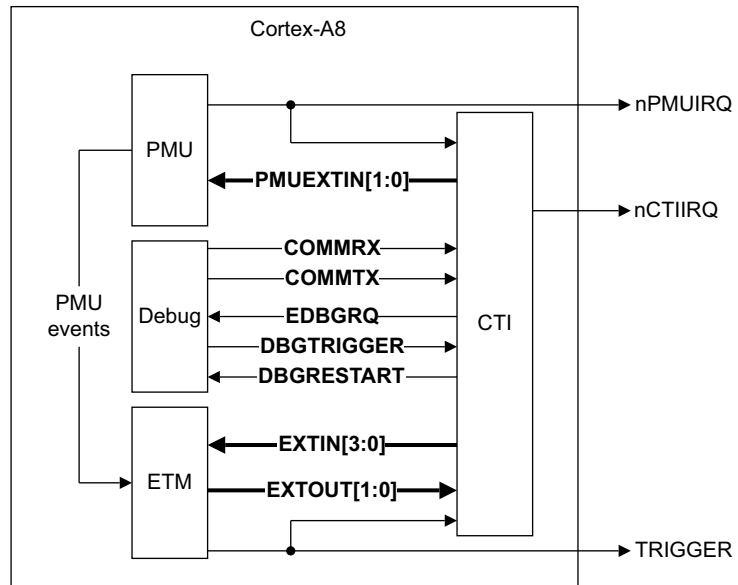 Cortex-A8
nPMUIRQ
PMU
PMUEXTIN[1:0]
nCTIIRQ
COMMRX
COMMTX
PMU
events
Debug
EDBGRQ
CTI
DBGTRIGGER
DBGRESTART
EXTIN[3:0]
ETM
EXTOUT[1:0]
TRIGGER